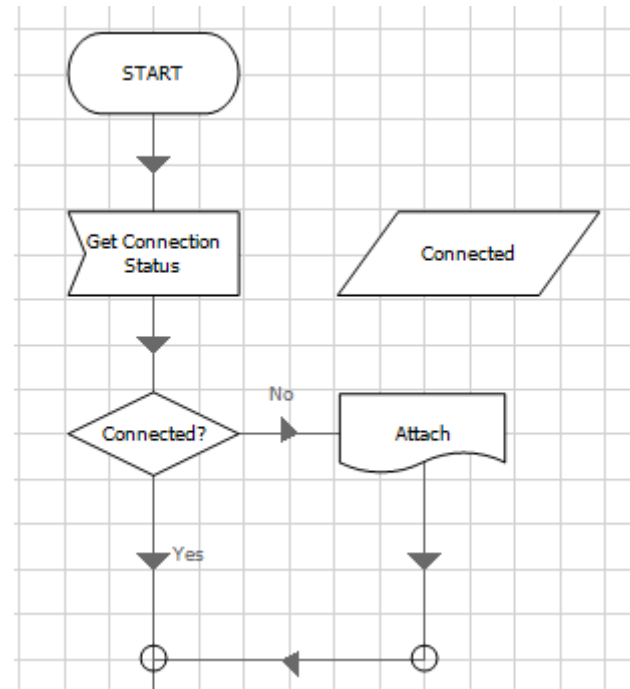 START
Get Connection
Status
Connected
No
Connected?
Attach
Yes